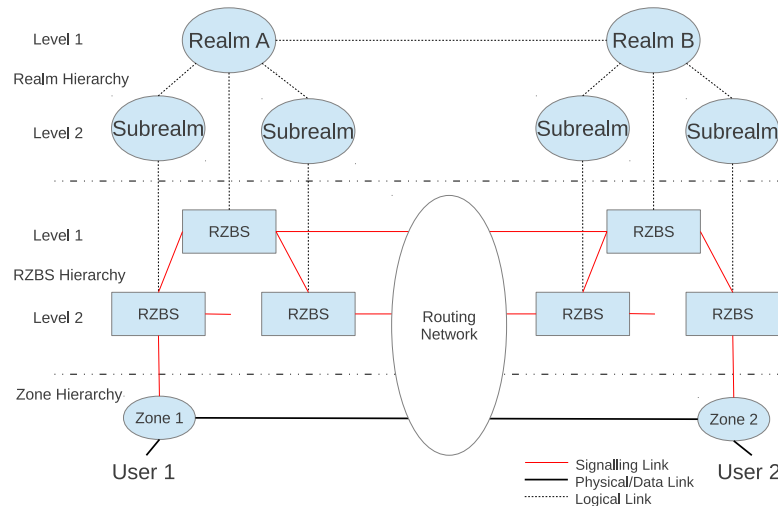 Level 1
Realm A
Realm B
Realm Hierarchy
Level 2
Subrealm
Subrealm
Subrealm
Subrealm
Level 1
RZBS
RZBS
RZBS Hierarchy
Level 2
RZBS
RZBS
Routing
Network
RZBS
RZBS
Zone Hierarchy
Zone 1
Zone 2
User 1
User 2
Signalling Link
Physical/Data Link
Logical Link